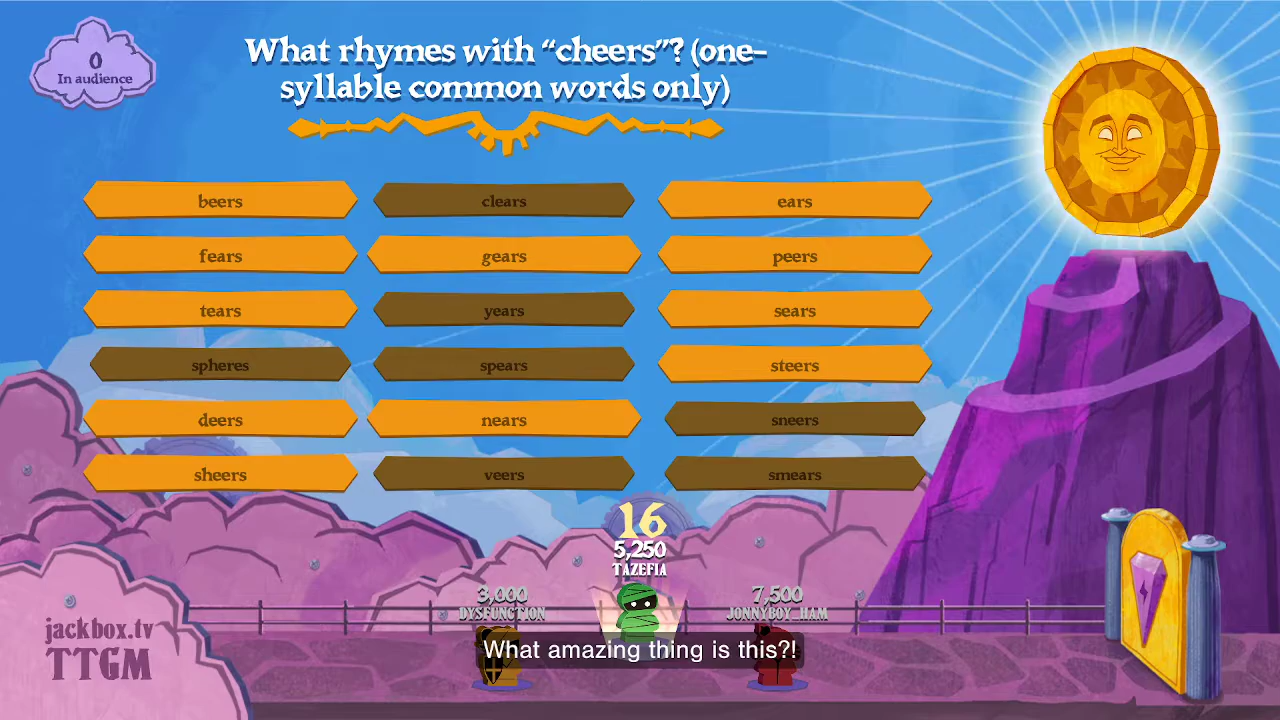 0
In audience
What rhymes with “cheers”? (one-
syllable common words only)
beers
clears
ears
fears
gears
peers
tears
years
sears
spheres
spears
steers
deers
nears
sneers
sheers
veers
smears
16
5,250
TAZEFIA
3,000
DYSFUNCTION
7,500
JONNYBOY_HAM
jackbox.tv
TTGM
What amazing thing is this?!